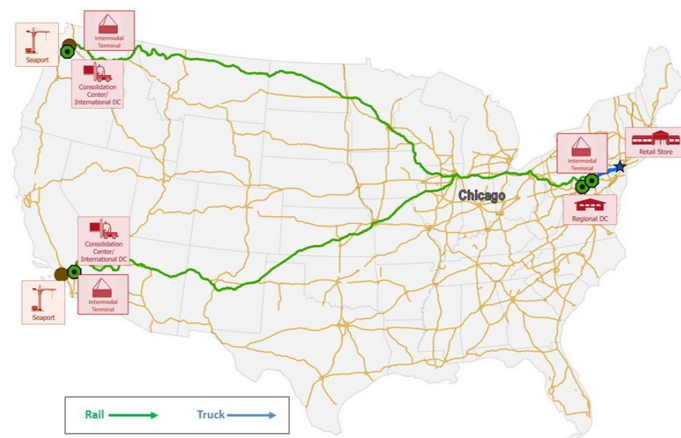 Seaport
Intermodal
Terminal
Consolidation
Center/
International DC
Intermodal
Terminal
Retail Store
Regional DC
Chicago
Consolidation
Center/
International DC
Seaport
Intermodal
Terminal
Rail
Truck